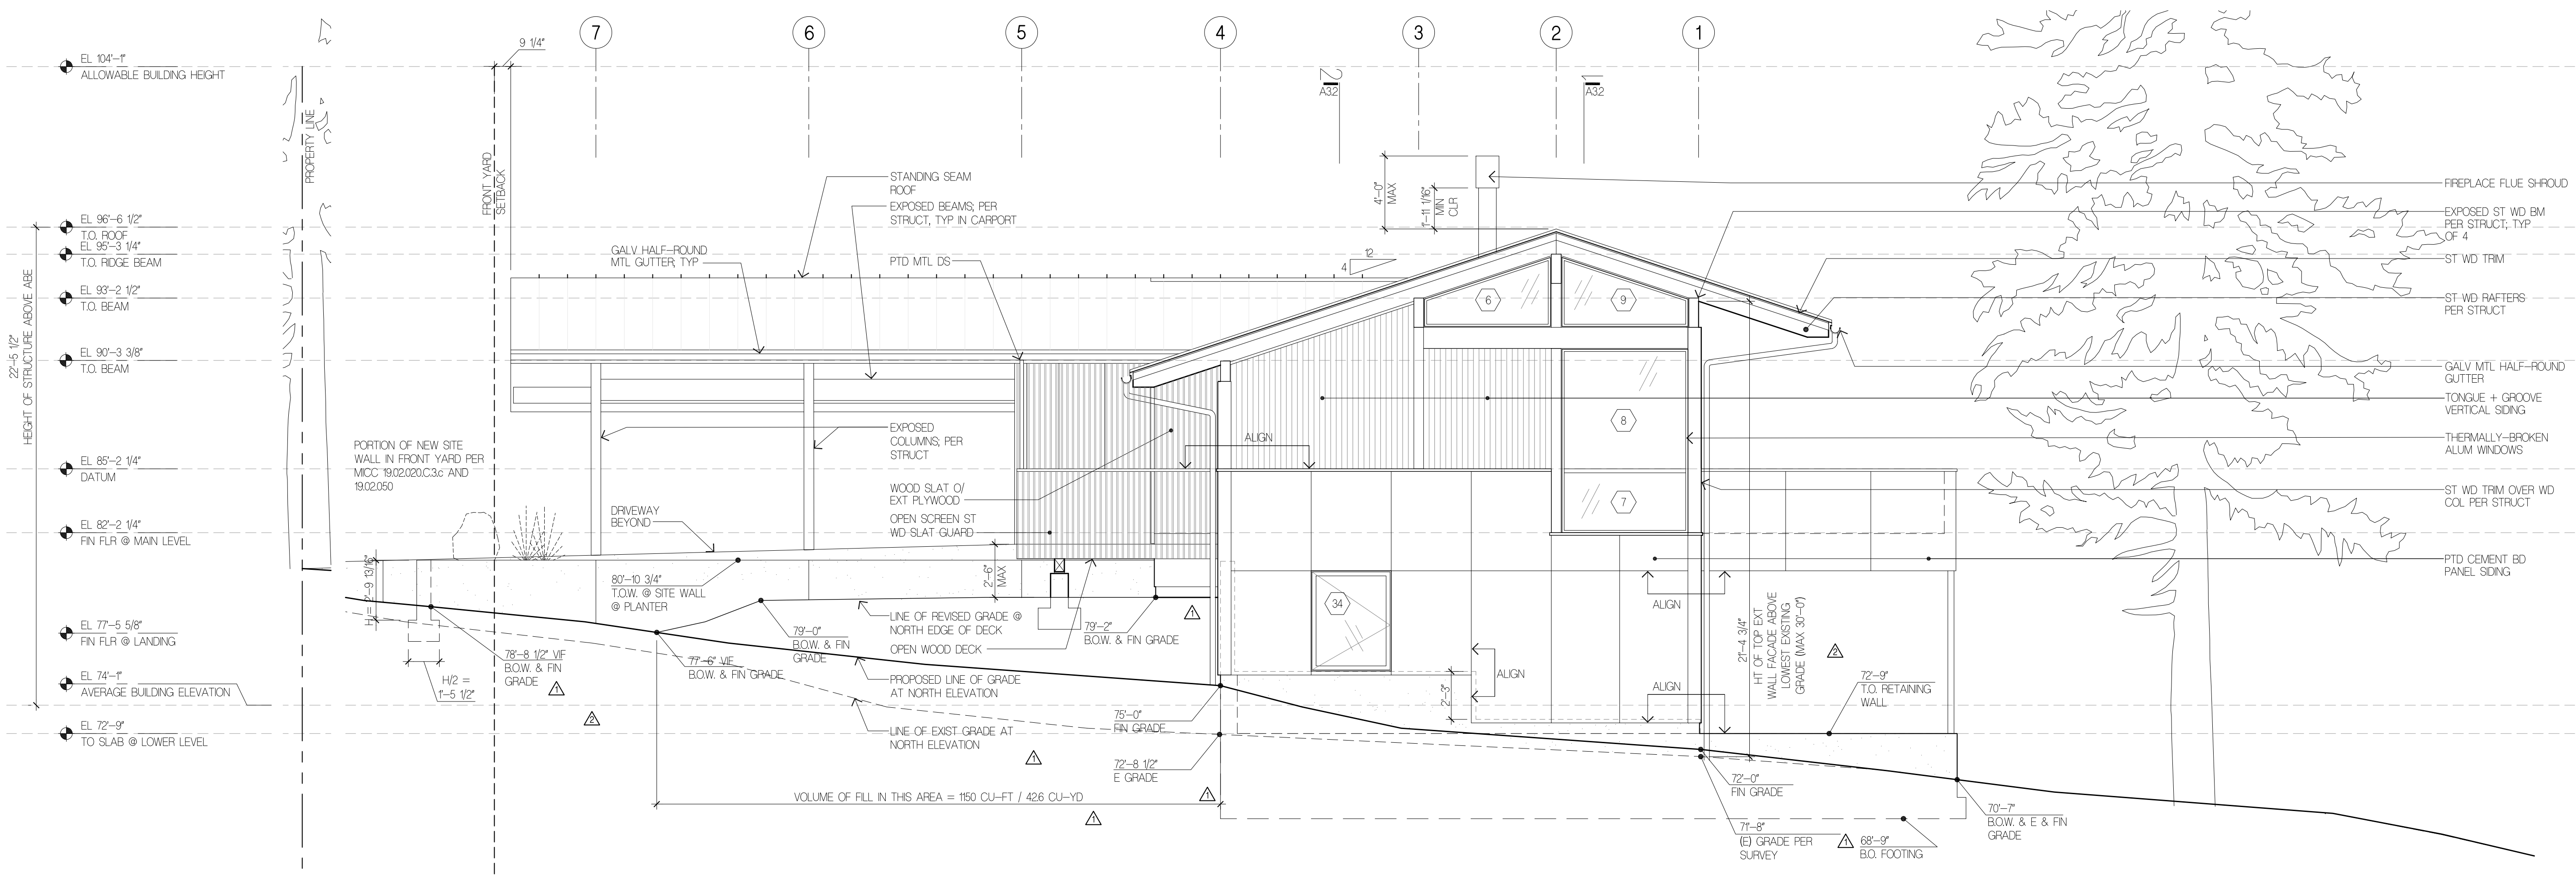 7
6
5
4
3
2
1
9 1/4"
EL 104'-1"
ALLOWABLE BUILDING HEIGHT
PROPERTY LINE
FRONT YARD
SETBACK
2
A3.2
1
A3.2
4'-0"
MAX
1'-11 1/16"
MIN
CLR
12
4
STANDING SEAM
ROOF
EXPOSED BEAMS; PER
STRUCT, TYP IN CARPORT
GALV HALF-ROUND
MTL GUTTER; TYP
PTD MTL DS
FIREPLACE FLUE SHROUD
EXPOSED ST WD BM
PER STRUCT; TYP
OF 4
ST WD TRIM
ST WD RAFTERS
PER STRUCT
GALV MTL HALF-ROUND
GUTTER
TONGUE + GROOVE
VERTICAL SIDING
THERMALLY-BROKEN
ALUM WINDOWS
ST WD TRIM OVER WD
COL PER STRUCT
PTD CEMENT BD
PANEL SIDING
EL 96'-6 1/2"
T.O. ROOF
EL 95'-3 1/4"
T.O. RIDGE BEAM
EL 93'-2 1/2"
T.O. BEAM
EL 90'-3 3/8"
T.O. BEAM
EL 85'-2 1/4"
DATUM
EL 82'-2 1/4"
FIN FLR @ MAIN LEVEL
EL 77'-5 5/8"
FIN FLR @ LANDING
EL 74'-1"
AVERAGE BUILDING ELEVATION
EL 72'-9"
TO SLAB @ LOWER LEVEL
22'-5 1/2"
HEIGHT OF STRUCTURE ABOVE ABE
PORTION OF NEW SITE
WALL IN FRONT YARD PER
MICC 19.02.020.C.3.c AND
19.02.050
EXPOSED
COLUMNS; PER
STRUCT
WOOD SLAT O/
EXT PLYWOOD
OPEN SCREEN ST
WD SLAT GUARD
DRIVEWAY
BEYOND
ALIGN
6
9
8
7
34
80'-10 3/4"
T.O.W. @ SITE WALL
@ PLANTER
2'-6"
MAX
LINE OF REVISED GRADE @
NORTH EDGE OF DECK
OPEN WOOD DECK
79'-0"
B.O.W. & FIN
GRADE
79'-2"
B.O.W. & FIN GRADE
1
78'-8 1/2" VIF
B.O.W. & FIN
GRADE
1
77'-6" VIF
B.O.W. & FIN GRADE
H/2 =
1'-5 1/2"
PROPOSED LINE OF GRADE
AT NORTH ELEVATION
LINE OF EXIST GRADE AT
NORTH ELEVATION
2
1
75'-0"
FIN GRADE
72'-8 1/2"
E GRADE
VOLUME OF FILL IN THIS AREA = 1150 CU-FT / 42.6 CU-YD
1
1
ALIGN
ALIGN
ALIGN
2'-3"
21'-4 3/4"
HT OF TOP EXT
WALL FACADE ABOVE
LOWEST EXISTING
GRADE (MAX 30'-0")
2
72'-9"
T.O. RETAINING
WALL
72'-0"
FIN GRADE
71'-8"
(E) GRADE PER
SURVEY
1
68'-9"
B.O. FOOTING
70'-7"
B.O.W. & E & FIN
GRADE